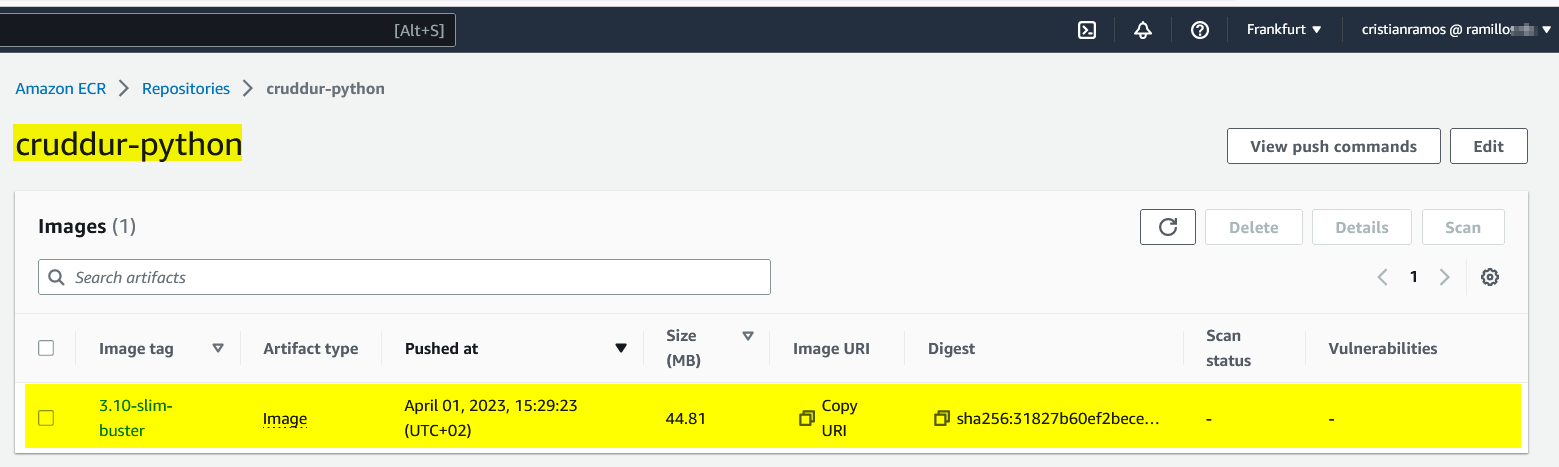 [Alt+S]
Frankfurt
cristianramos @ ramillo
Amazon ECR
Repositories
cruddur-python
cruddur-python
View push commands
Edit
Images (1)
Delete
Details
Scan
Search artifacts
1
Image tag
Artifact type
Pushed at
Size
(MB)
Image URI
Digest
Scan
status
Vulnerabilities
3.10-slim-
buster
Image
April 01, 2023, 15:29:23
(UTC+02)
44.81
Copy
URI
sha256:31827b60ef2bece...
-
-